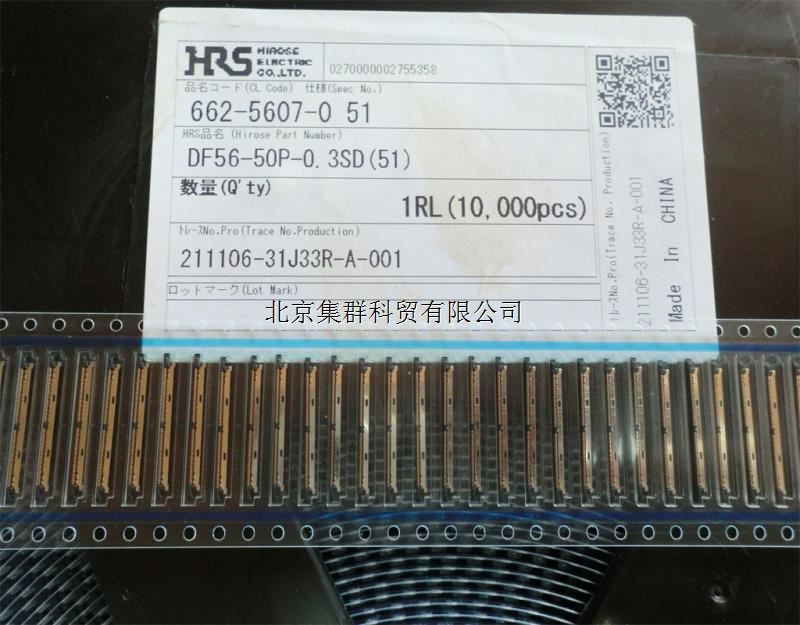 HRS HIROSE ELECTRIC CO.,LTD.
0270000002755358
品名コード(CL Code) 仕様(Spec No.)
662-5607-0 51
HRS品名 (Hirose Part Number)
DF56-50P-0.3SD(51)
数量(Q'ty)
1RL(10,000pcs)
トレースNo.Pro(Trace No.Production)
211106-31J33R-A-001
ロットマーク(Lot Mark)
北京集群科贸有限公司
トレースNo.Pro(Trace No. Production)
211106-31J33R-A-001
Made In CHINA